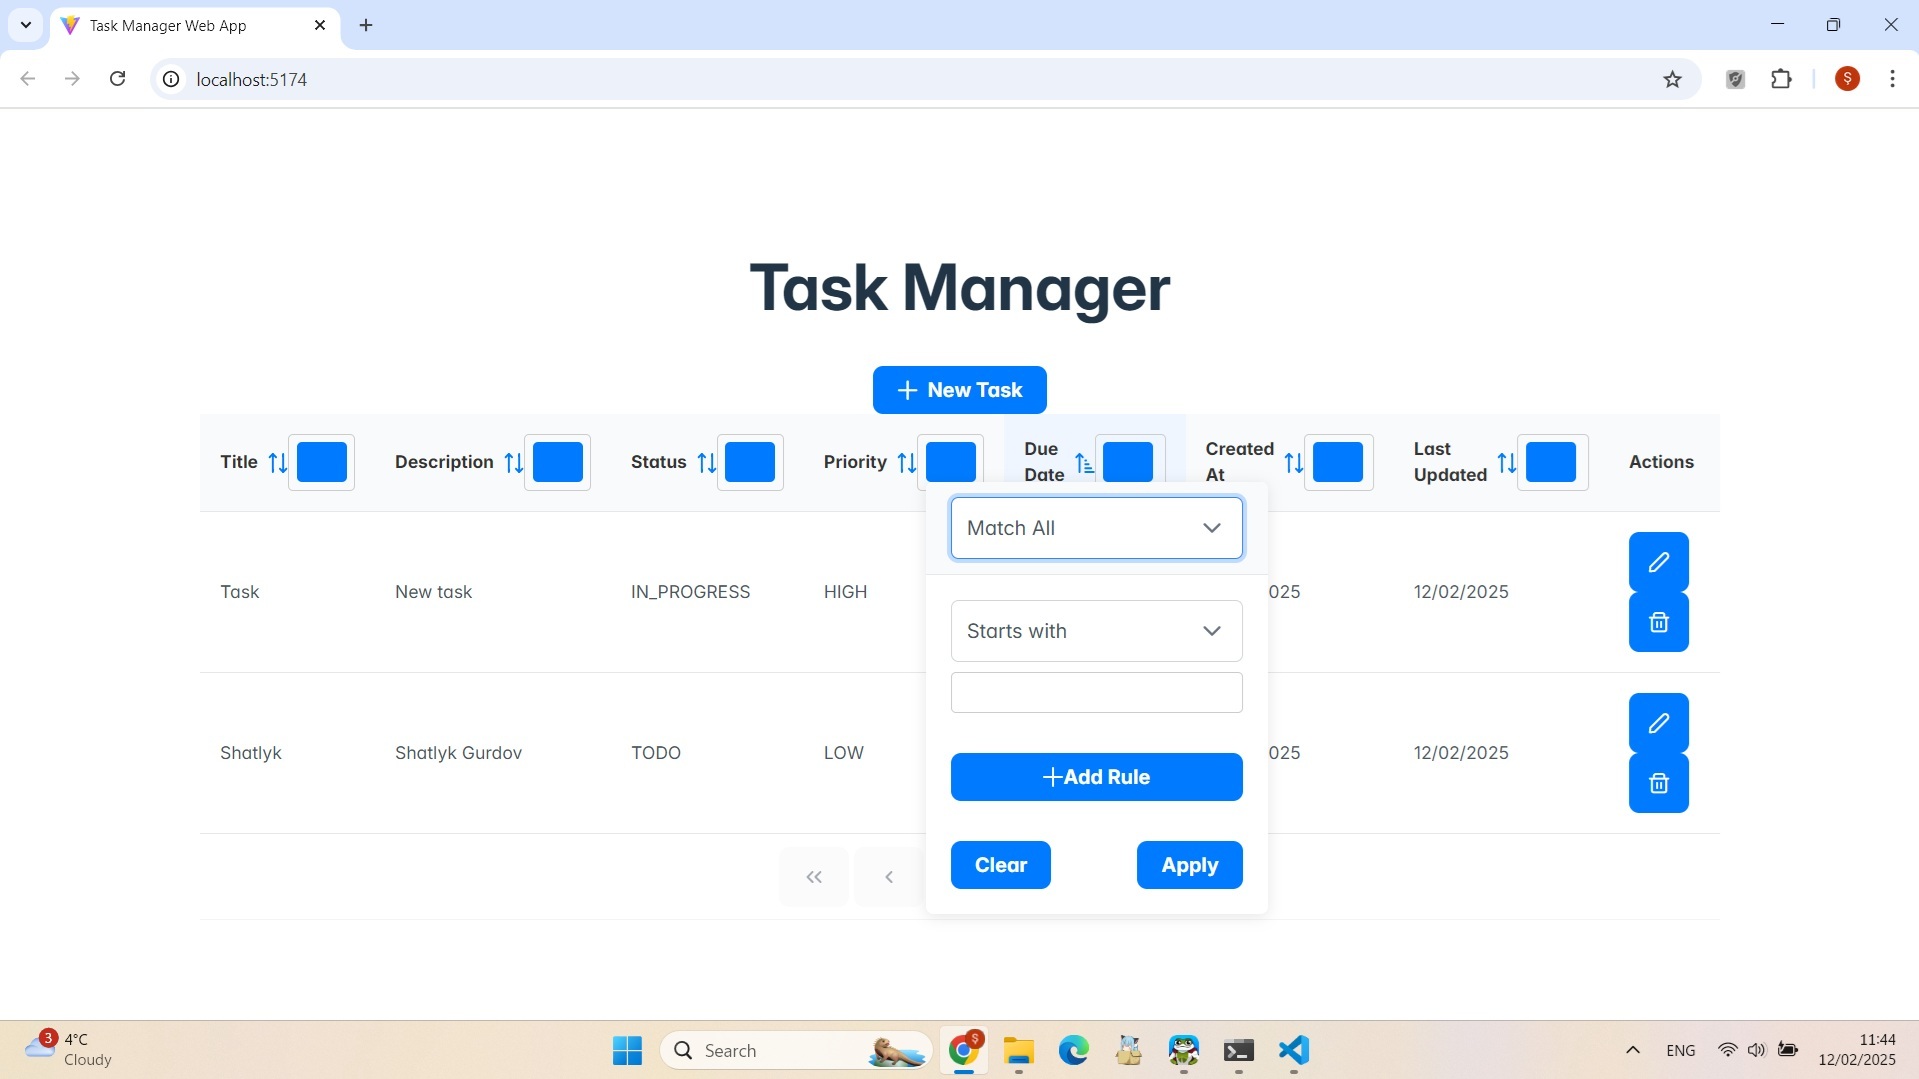 Task Manager Web App
localhost:5174
$
Task Manager
New Task
Title
Description
Status
Priority
Due
Date
Created
At
Last
Updated
Actions
Match All
Task
New task
IN_PROGRESS
HIGH
025
12/02/2025
Starts with
Shatlyk
Shatlyk Gurdov
TODO
LOW
025
12/02/2025
Add Rule
Clear
Apply
3
4°C
Cloudy
Search
$
ENG
11:44
12/02/2025